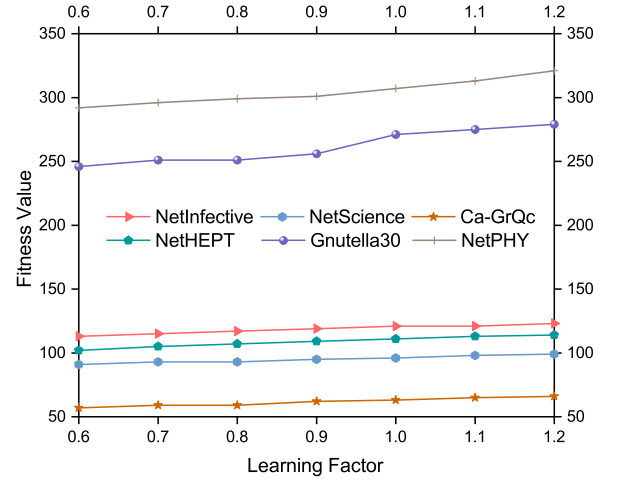 0.6 0.7 0.8 0.9 1.0 1.1 1.2
350 350
300 300
250 250
200 200
150 150
100 100
50 50
Fitness Value
NetInfective NetScience Ca-GrQc
NetHEPT Gnutella30 NetPHY
0.6 0.7 0.8 0.9 1.0 1.1 1.2
Learning Factor